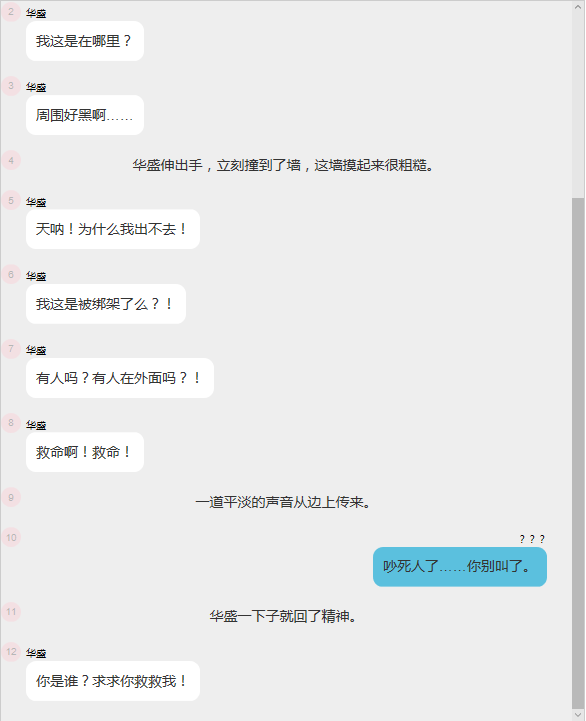 2
华盛
我这是在哪里？
3
华盛
周围好黑啊……
4
华盛伸出手，立刻撞到了墙，这墙摸起来很粗糙。
5
华盛
天呐！为什么我出不去！
6
华盛
我这是被绑架了么？！
7
华盛
有人吗？有人在外面吗？！
8
华盛
救命啊！救命！
9
一道平淡的声音从边上传来。
10
？？？
吵死人了……你别叫了。
11
华盛一下子就回了精神。
12
华盛
你是谁？求求你救救我！